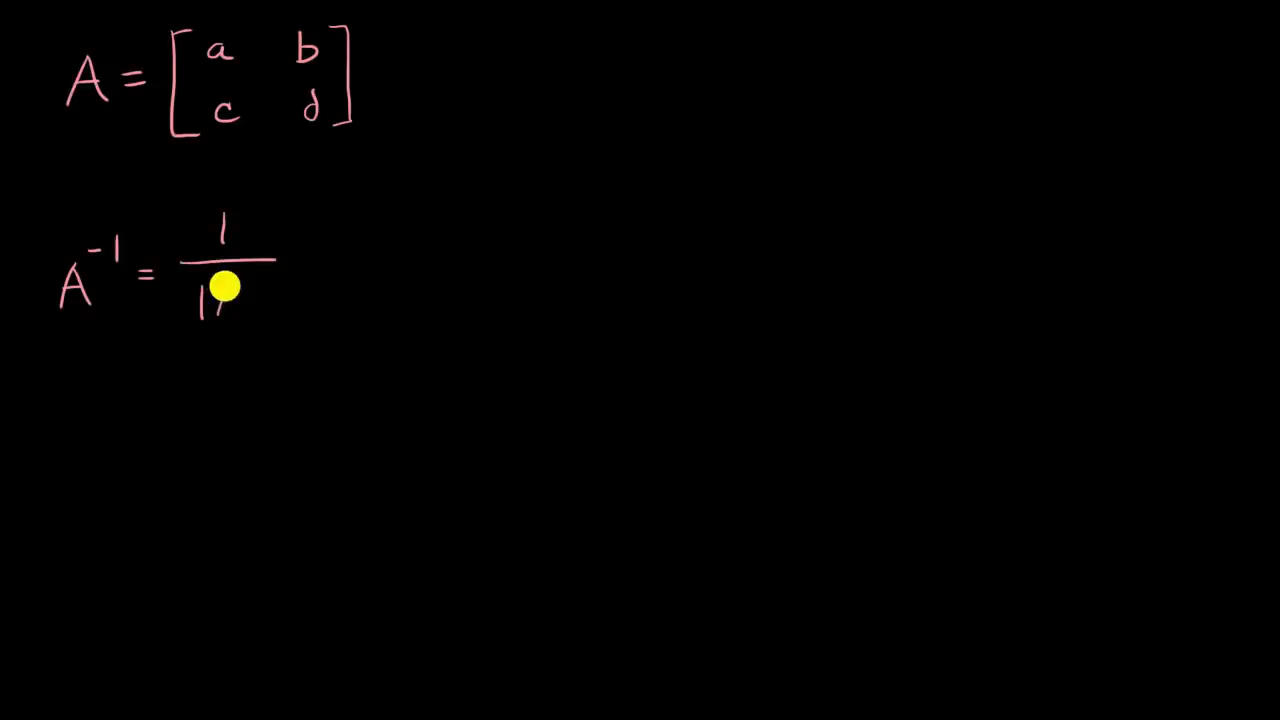 A = [ a b
c d ]
A⁻¹ = 1
|